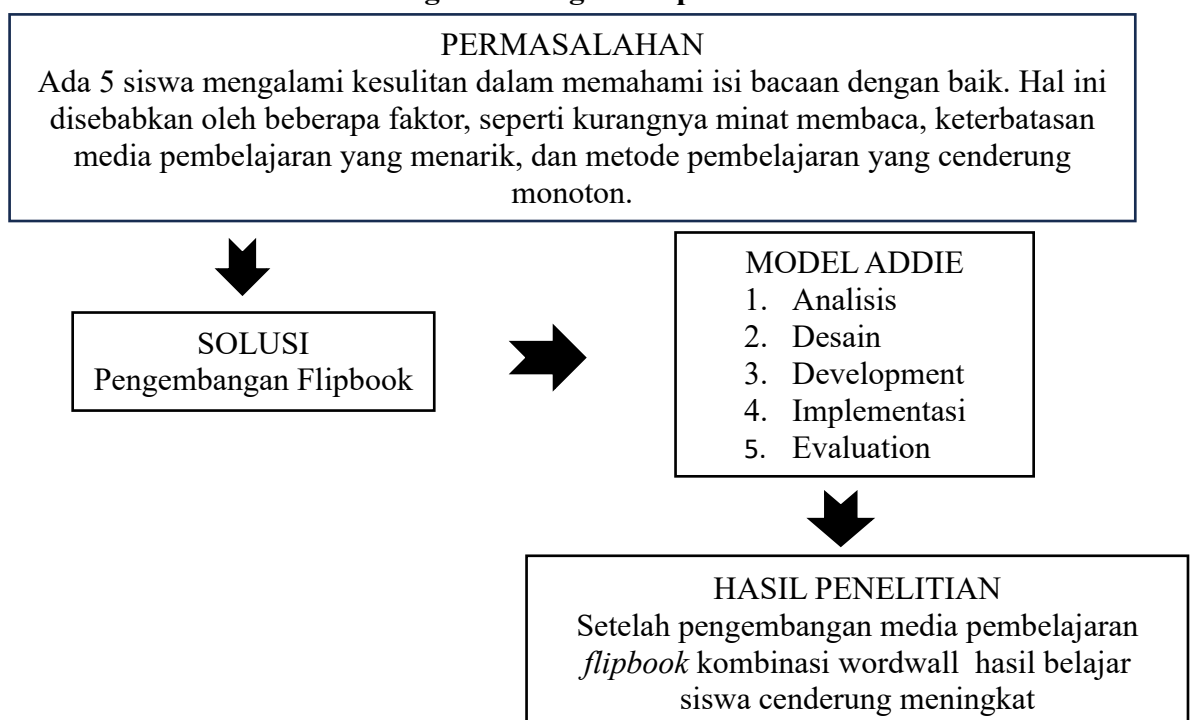 PERMASALAHAN
Ada 5 siswa mengalami kesulitan dalam memahami isi bacaan dengan baik. Hal ini
disebabkan oleh beberapa faktor, seperti kurangnya minat membaca, keterbatasan
media pembelajaran yang menarik, dan metode pembelajaran yang cenderung
monoton.
SOLUSI
Pengembangan Flipbook
MODEL ADDIE
1. Analisis
2. Desain
3. Development
4. Implementasi
5. Evaluation
HASIL PENELITIAN
Setelah pengembangan media pembelajaran
flipbook kombinasi wordwall hasil belajar
siswa cenderung meningkat